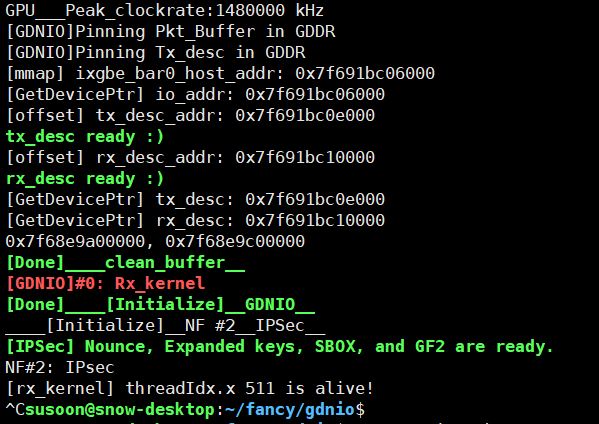 GPU___Peak_clockrate:1480000 kHz
[GDNIO]Pinning Pkt_Buffer in GDDR
[GDNIO]Pinning Tx_desc in GDDR
[mmap] ixgbe_bar0_host_addr: 0x7f691bc06000
[GetDevicePtr] io_addr: 0x7f691bc06000
[offset] tx_desc_addr: 0x7f691bc0e000
tx_desc ready :)
[offset] rx_desc_addr: 0x7f691bc10000
rx_desc ready :)
[GetDevicePtr] tx_desc: 0x7f691bc0e000
[GetDevicePtr] rx_desc: 0x7f691bc10000
0x7f68e9a00000, 0x7f68e9c00000
[Done]____clean_buffer__
[GDNIO]#0: Rx_kernel
[Done]____[Initialize]__GDNIO__
____[Initialize]__NF #2__IPSec__
[IPSec] Nounce, Expanded keys, SBOX, and GF2 are ready.
NF#2: IPsec
[rx_kernel] threadIdx.x 511 is alive!
^Csusoon@snow-desktop:~/fancy/gdnio$